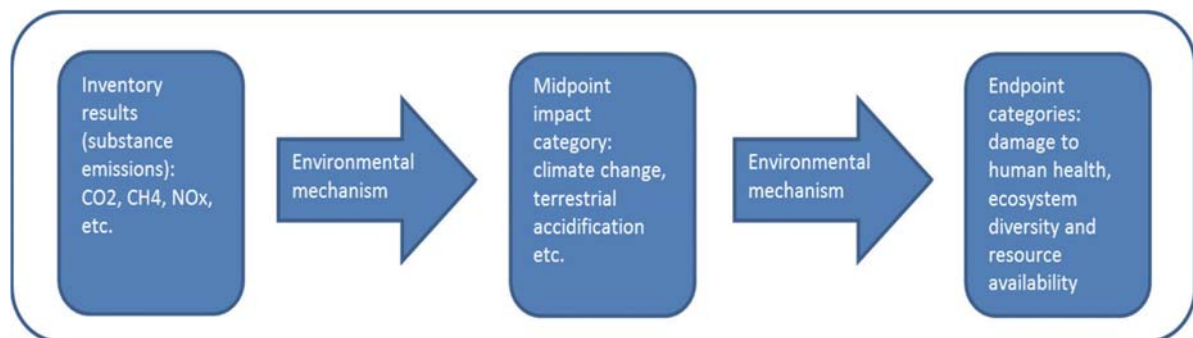 Inventory
results
(substance
emissions):
CO2, CH4, NOx,
etc.
Environmental
mechanism
Midpoint
impact
category:
climate change,
terrestrial
accidification
etc.
Environmental
mechanism
Endpoint
categories:
damage to
human health,
ecosystem
diversity and
resource
availability